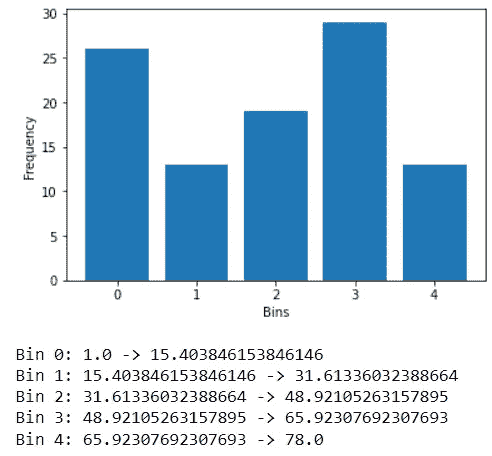 30
25
20
15
10
5
0
Frequency
0 1 2 3 4
Bins
Bin 0: 1.0 -> 15.403846153846146
Bin 1: 15.403846153846146 -> 31.61336032388664
Bin 2: 31.61336032388664 -> 48.92105263157895
Bin 3: 48.92105263157895 -> 65.92307692307693
Bin 4: 65.92307692307693 -> 78.0